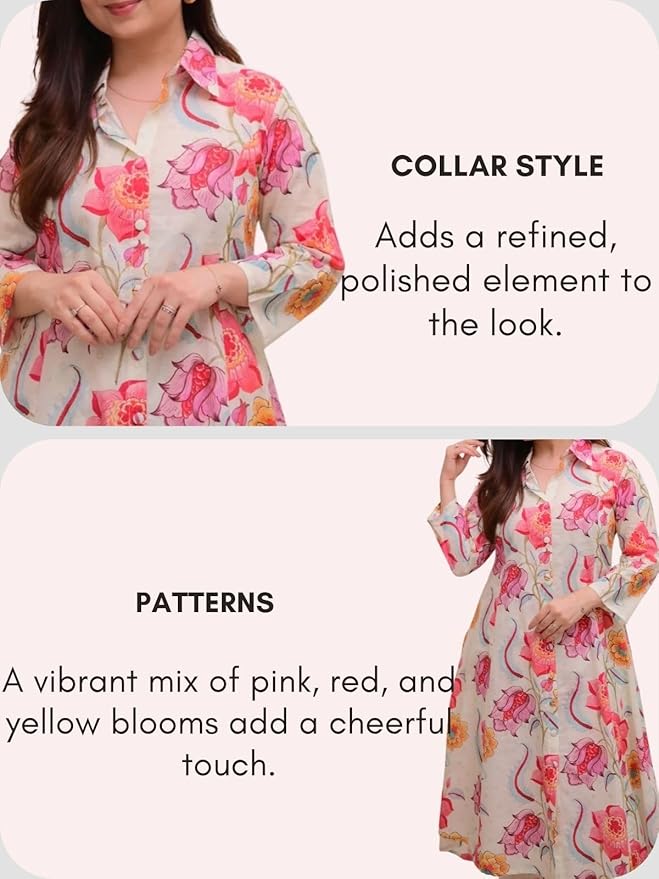 COLLAR STYLE
Adds a refined,
polished element to
the look.
PATTERNS
A vibrant mix of pink, red, and
yellow blooms add a cheerful
touch.